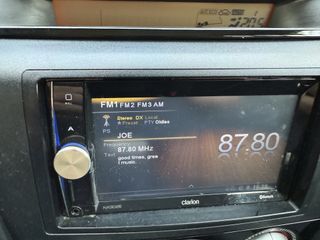 FM1 FM2 FM3 AM
Stereo DX Local
Preset PTY Oldies
PS
JOE
Frequency
87.80 MHz
87.80
Text
good times, grea
t music.
clarion
Bluetooth